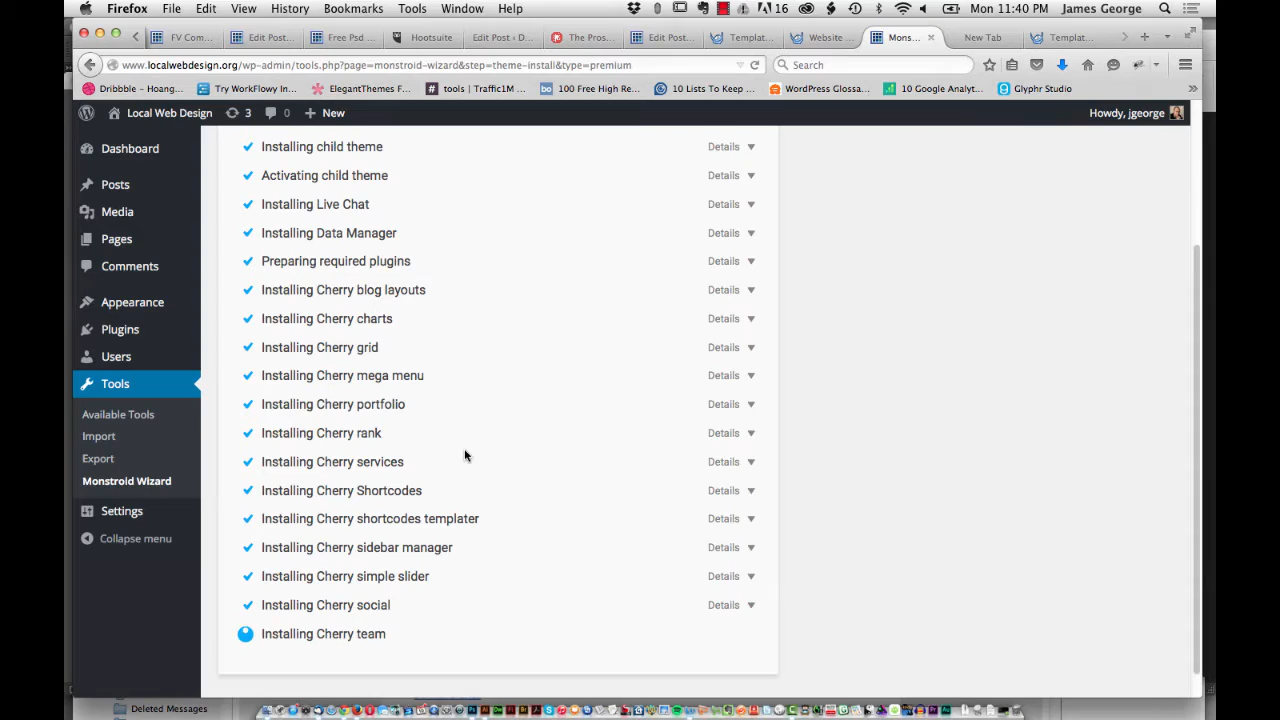 Firefox File Edit View History Bookmarks Tools Window Help 16 Mon 11:40 PM James George
FV Com... Edit Post... Free Psd... Hootsuite Edit Post ‹ D... The Pros... Edit Post... Templat... Website ... Mons... New Tab Templat...
www.localwebdesign.org/wp-admin/tools.php?page=monstroid-wizard&step=theme-install&type=premium Search
Dribbble – Hoang... Try WorkFlowy In... ElegantThemes F... tools | Traffic1M ... 100 Free High Re... 10 Lists To Keep ... WordPress Glossa... 10 Google Analyt... Glyphr Studio
Local Web Design 3 0 New Howdy, jgeorge
Dashboard
Posts
Media
Pages
Comments
Appearance
Plugins
Users
Tools
Available Tools
Import
Export
Monstroid Wizard
Settings
Collapse menu
Installing child theme Details
Activating child theme Details
Installing Live Chat Details
Installing Data Manager Details
Preparing required plugins Details
Installing Cherry blog layouts Details
Installing Cherry charts Details
Installing Cherry grid Details
Installing Cherry mega menu Details
Installing Cherry portfolio Details
Installing Cherry rank Details
Installing Cherry services Details
Installing Cherry Shortcodes Details
Installing Cherry shortcodes templater Details
Installing Cherry sidebar manager Details
Installing Cherry simple slider Details
Installing Cherry social Details
Installing Cherry team
Deleted Messages